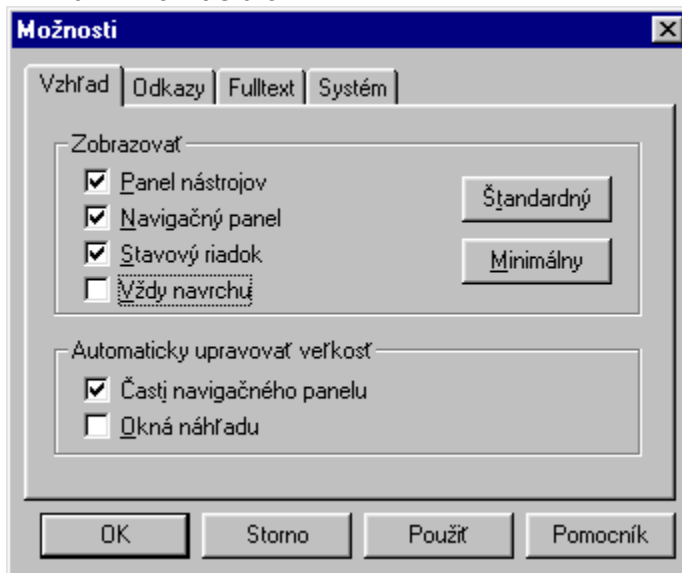 Možnosti
Vzhľad Odkazy Fulltext Systém
Zobrazovať
Panel nástrojov
Štandardný
Navigačný panel
Stavový riadok
Minimálny
Vždy navrchu
Automaticky upravovať veľkosť
Časti navigačného panelu
Okná náhľadu
OK Storno Použiť Pomocník